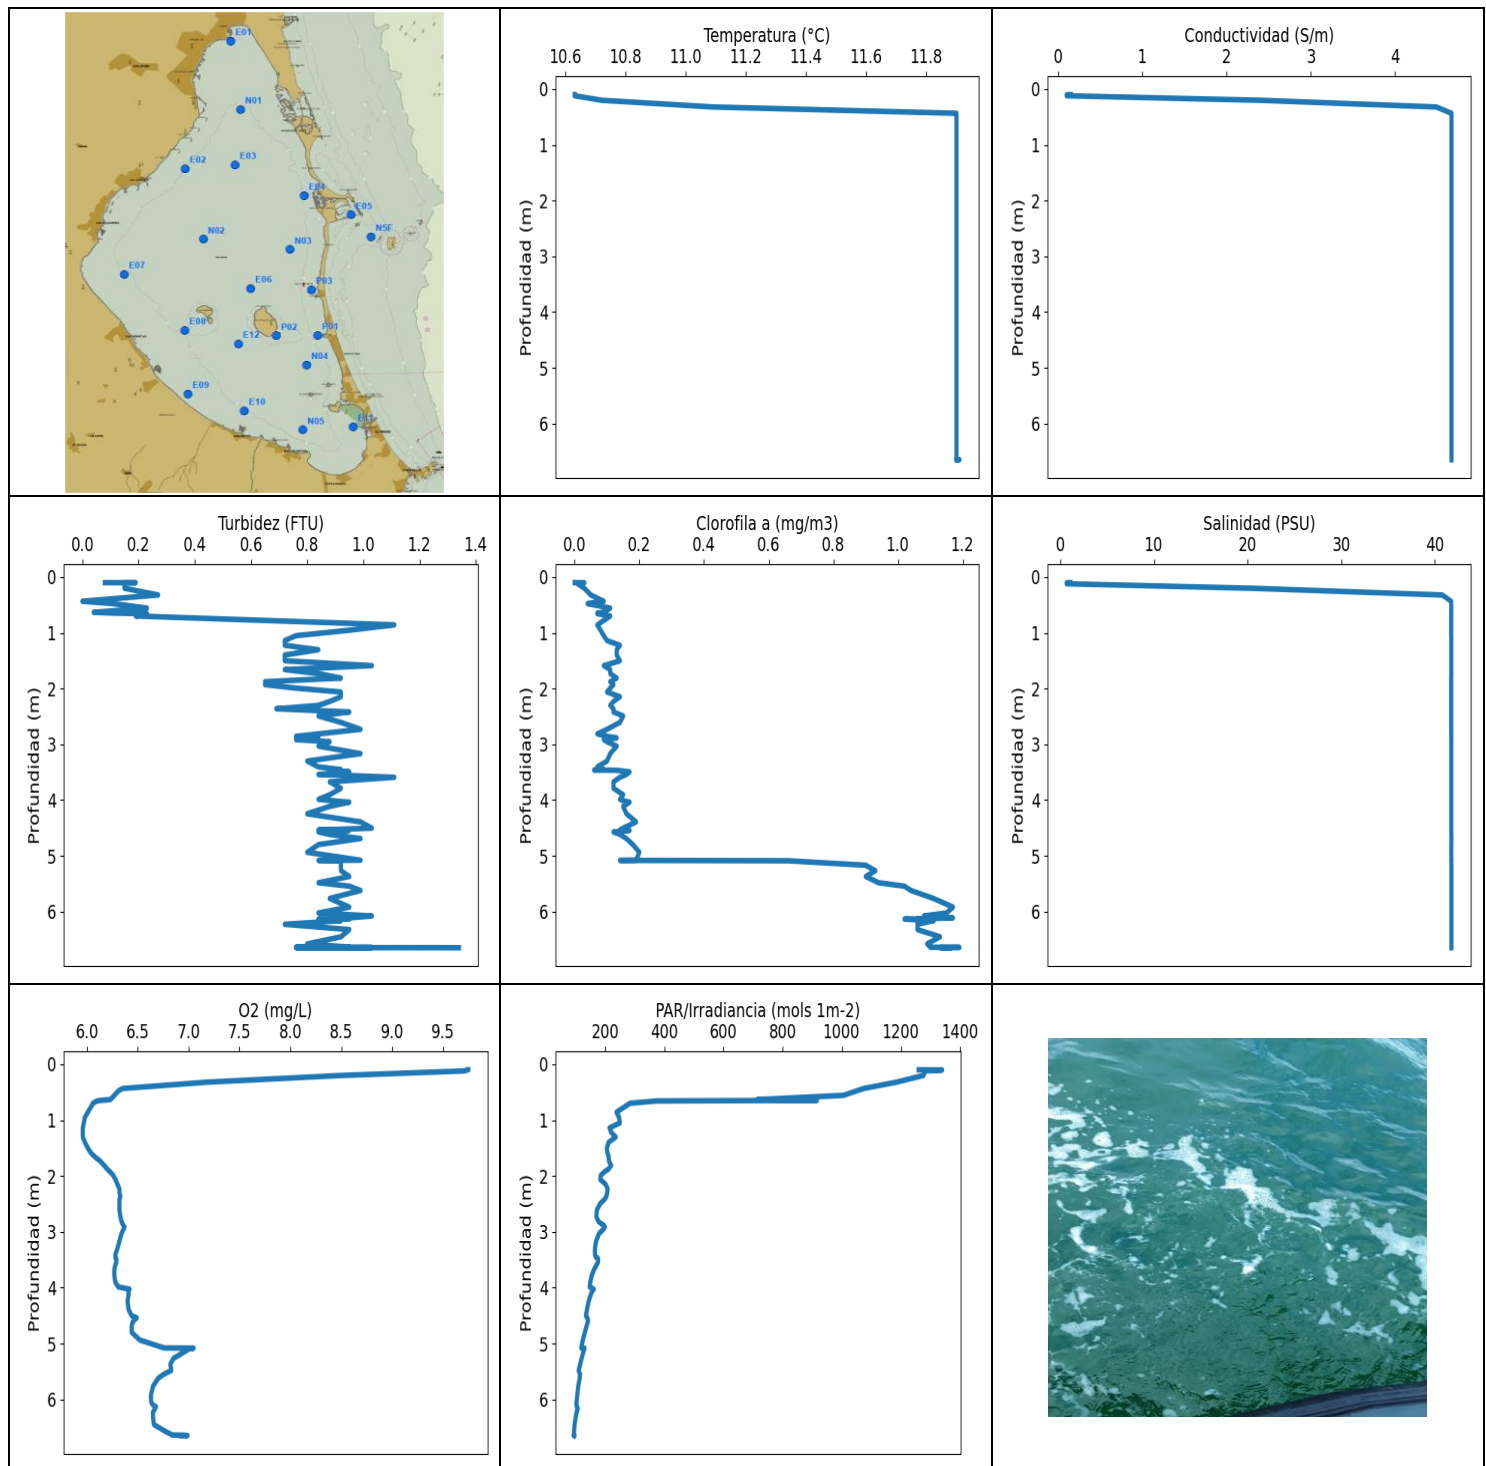 E01
N01
E02
E03
E04
E05
N5F
N02
N03
E07
E06
P03
E08
P02
P01
E12
N04
E09
E10
N05
E11
Temperatura (°C)
10.6 10.8 11.0 11.2 11.4 11.6 11.8
0
1
2
3
4
5
6
Profundidad (m)
Conductividad (S/m)
0 1 2 3 4
0
1
2
3
4
5
6
Profundidad (m)
Turbidez (FTU)
0.0 0.2 0.4 0.6 0.8 1.0 1.2 1.4
0
1
2
3
4
5
6
Profundidad (m)
Clorofila a (mg/m3)
0.0 0.2 0.4 0.6 0.8 1.0 1.2
0
1
2
3
4
5
6
Profundidad (m)
Salinidad (PSU)
0 10 20 30 40
0
1
2
3
4
5
6
Profundidad (m)
O2 (mg/L)
6.0 6.5 7.0 7.5 8.0 8.5 9.0 9.5
0
1
2
3
4
5
6
Profundidad (m)
PAR/Irradiancia (mols 1m-2)
200 400 600 800 1000 1200 1400
0
1
2
3
4
5
6
Profundidad (m)